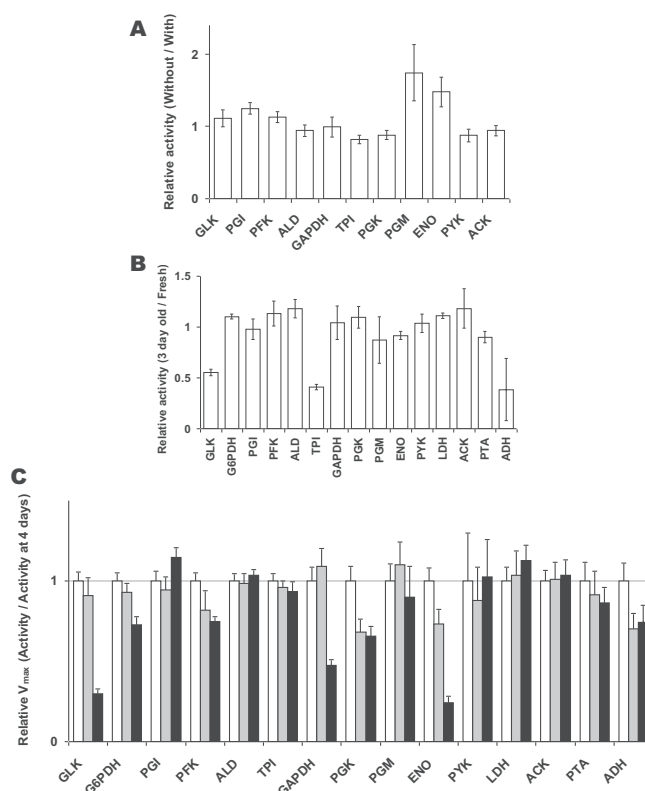 A
Relative activity (Without / With)
2
1
0
GLK PGI PFK ALD GAPDH TPI PGK PGM ENO PYK ACK
B
Relative activity (3 day old / Fresh)
1.5
1
0.5
0
GLK G6PDH PGI PFK ALD TPI GAPDH PGK PGM ENO PYK LDH ACK PTA ADH
C
Relative Vmax (Activity / Activity at 4 days)
1
0
GLK G6PDH PGI PFK ALD TPI GAPDH PGK PGM ENO PYK LDH ACK PTA ADH